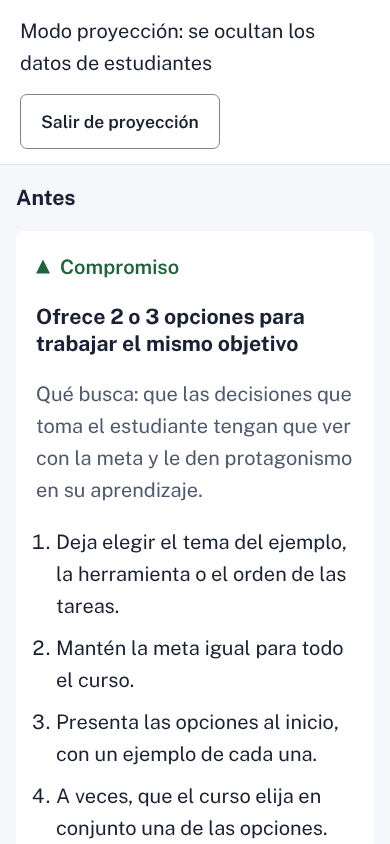 Modo proyección: se ocultan los
datos de estudiantes
Salir de proyección
Antes
▲ Compromiso
Ofrece 2 o 3 opciones para
trabajar el mismo objetivo
Qué busca: que las decisiones que
toma el estudiante tengan que ver
con la meta y le den protagonismo
en su aprendizaje.
1. Deja elegir el tema del ejemplo,
la herramienta o el orden de las
tareas.
2. Mantén la meta igual para todo
el curso.
3. Presenta las opciones al inicio,
con un ejemplo de cada una.
4. A veces, que el curso elija en
conjunto una de las opciones.